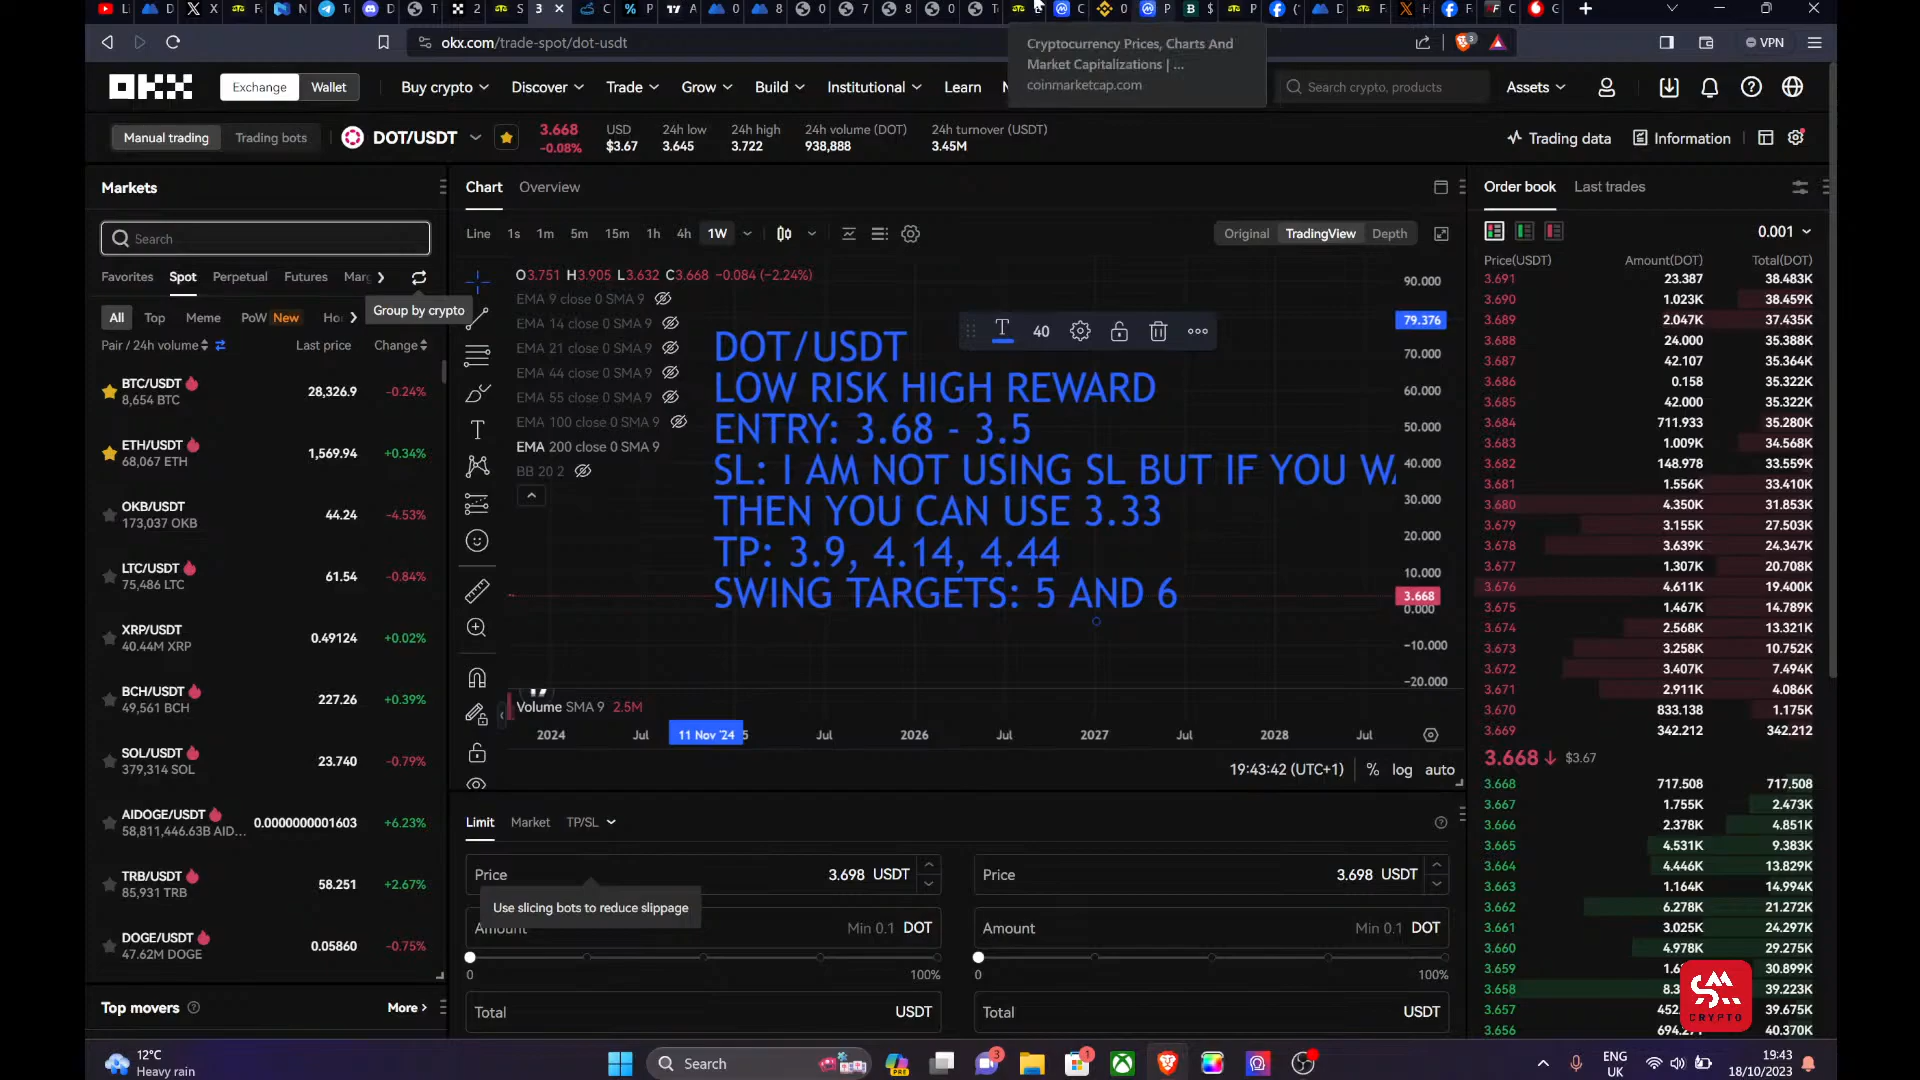 okx.com/trade-spot/dot-usdt
VPN
Cryptocurrency Prices, Charts And
Market Capitalizations | ...
coinmarketcap.com
Exchange
Wallet
Buy crypto
Discover
Trade
Grow
Build
Institutional
Learn
Search crypto, products
Assets
Manual trading
Trading bots
DOT/USDT
3.668
-0.08%
USD
$3.67
24h low
3.645
24h high
3.722
24h volume (DOT)
938,888
24h turnover (USDT)
3.45M
Trading data
Information
Markets
Search
Favorites Spot Perpetual Futures
Group by crypto
All Top Meme PoW New
Pair / 24h volume Last price Change
BTC/USDT 28,326.9 -0.24%
8,654 BTC
ETH/USDT 1,569.94 +0.34%
68,067 ETH
OKB/USDT 44.24 -4.53%
173,037 OKB
LTC/USDT 61.54 -0.84%
75,486 LTC
XRP/USDT 0.49124 +0.02%
40.44M XRP
BCH/USDT 227.26 +0.39%
49,561 BCH
SOL/USDT 23.740 -0.79%
379,314 SOL
AIDOGE/USDT 0.0000000001603 +6.23%
58,811,446.63B AID...
TRB/USDT 58.251 +2.67%
85,931 TRB
DOGE/USDT 0.05860 -0.75%
47.62M DOGE
Top movers
More
Chart Overview
Line 1s 1m 5m 15m 1h 4h 1W
Original TradingView Depth
O3.751 H3.905 L3.632 C3.668 −0.084 (−2.24%)
EMA 9 close 0 SMA 9
EMA 14 close 0 SMA 9
EMA 21 close 0 SMA 9
EMA 44 close 0 SMA 9
EMA 55 close 0 SMA 9
EMA 100 close 0 SMA 9
EMA 200 close 0 SMA 9
BB 20 2
40
DOT/USDT
LOW RISK HIGH REWARD
ENTRY: 3.68 - 3.5
SL: I AM NOT USING SL BUT IF YOU
THEN YOU CAN USE 3.33
TP: 3.9, 4.14, 4.44
SWING TARGETS: 5 AND 6
90.000
79.376
70.000
60.000
50.000
40.000
30.000
20.000
10.000
3.668
0.000
−10.000
−20.000
Volume SMA 9 2.5M
2024 Jul 11 Nov '24 5 Jul 2026 Jul 2027 Jul 2028 Jul
19:43:42 (UTC+1) % log auto
Limit Market TP/SL
Price 3.698 USDT
Use slicing bots to reduce slippage
Amount Min 0.1 DOT
0 100%
Total USDT
Price 3.698 USDT
Amount Min 0.1 DOT
0 100%
Total USDT
Order book Last trades
0.001
Price(USDT) Amount(DOT) Total(DOT)
3.691 23.387 38.483K
3.690 1.023K 38.459K
3.689 2.047K 37.435K
3.688 24.000 35.388K
3.687 42.107 35.364K
3.686 0.158 35.322K
3.685 42.000 35.322K
3.684 711.933 35.280K
3.683 1.009K 34.568K
3.682 148.978 33.559K
3.681 1.556K 33.410K
3.680 4.350K 31.853K
3.679 3.155K 27.503K
3.678 3.639K 24.347K
3.677 1.307K 20.708K
3.676 4.611K 19.400K
3.675 1.467K 14.789K
3.674 2.568K 13.321K
3.673 3.258K 10.752K
3.672 3.407K 7.494K
3.671 2.911K 4.086K
3.670 833.138 1.175K
3.669 342.212 342.212
3.668 $3.67
3.668 717.508 717.508
3.667 1.755K 2.473K
3.666 2.378K 4.851K
3.665 4.531K 9.383K
3.664 4.446K 13.829K
3.663 1.164K 14.994K
3.662 6.278K 21.272K
3.661 3.025K 24.297K
3.660 4.978K 29.275K
3.659 30.899K
3.658 39.223K
3.657 39.675K
3.656 40.370K
CRYPTO
12°C
Heavy rain
Search
ENG
UK
19:43
18/10/2023